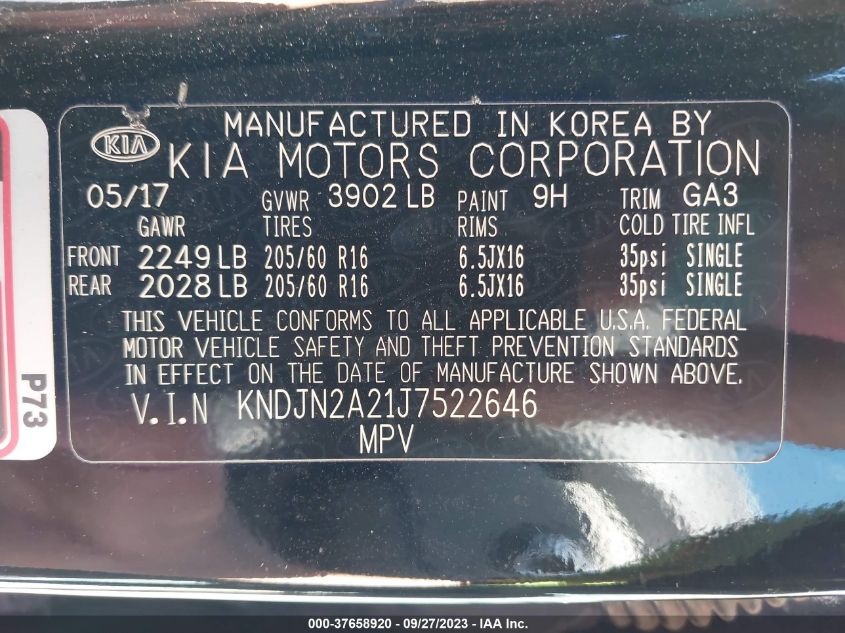 MANUFACTURED IN KOREA BY
KIA KIA MOTORS CORPORATION
05/17 GVWR 3902 LB PAINT 9H TRIM GA3
GAWR TIRES RIMS COLD TIRE INFL
FRONT 2249 LB 205/60 R16 6.5JX16 35psi SINGLE
REAR 2028 LB 205/60 R16 6.5JX16 35psi SINGLE
THIS VEHICLE CONFORMS TO ALL APPLICABLE U.S.A. FEDERAL
MOTOR VEHICLE SAFETY AND THEFT PREVENTION STANDARDS
IN EFFECT ON THE DATE OF MANUFACTURE SHOWN ABOVE.
V.I.N KNDJN2A21J7522646
MPV
P73
000-37658920 - 09/27/2023 - © IAA Inc.